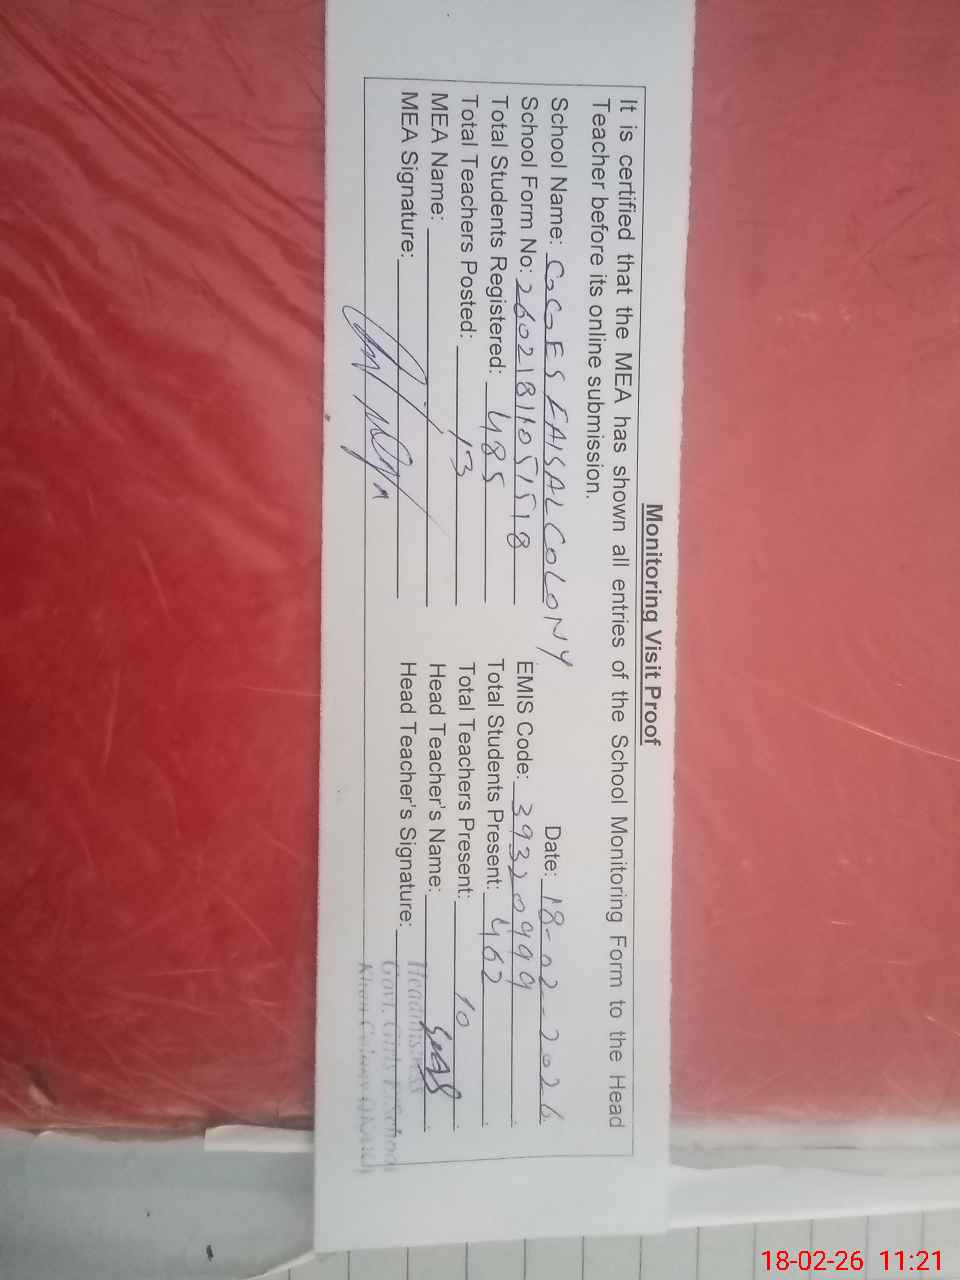 Monitoring Visit Proof
It is certified that the MEA has shown all entries of the School Monitoring Form to the Head
Teacher before its online submission.
School Name: GGES FAISAL COLONY Date: 18-02-2026
School Form No: 26021811051518 EMIS Code: 39320999
Total Students Registered: 485 Total Students Present: 462
Total Teachers Posted: 13 Total Teachers Present: 10
MEA Name: Head Teacher's Name:
MEA Signature: Head Teacher's Signature:
Headmistress
Govt. Girls E/School
Colony
18-02-26 11:21